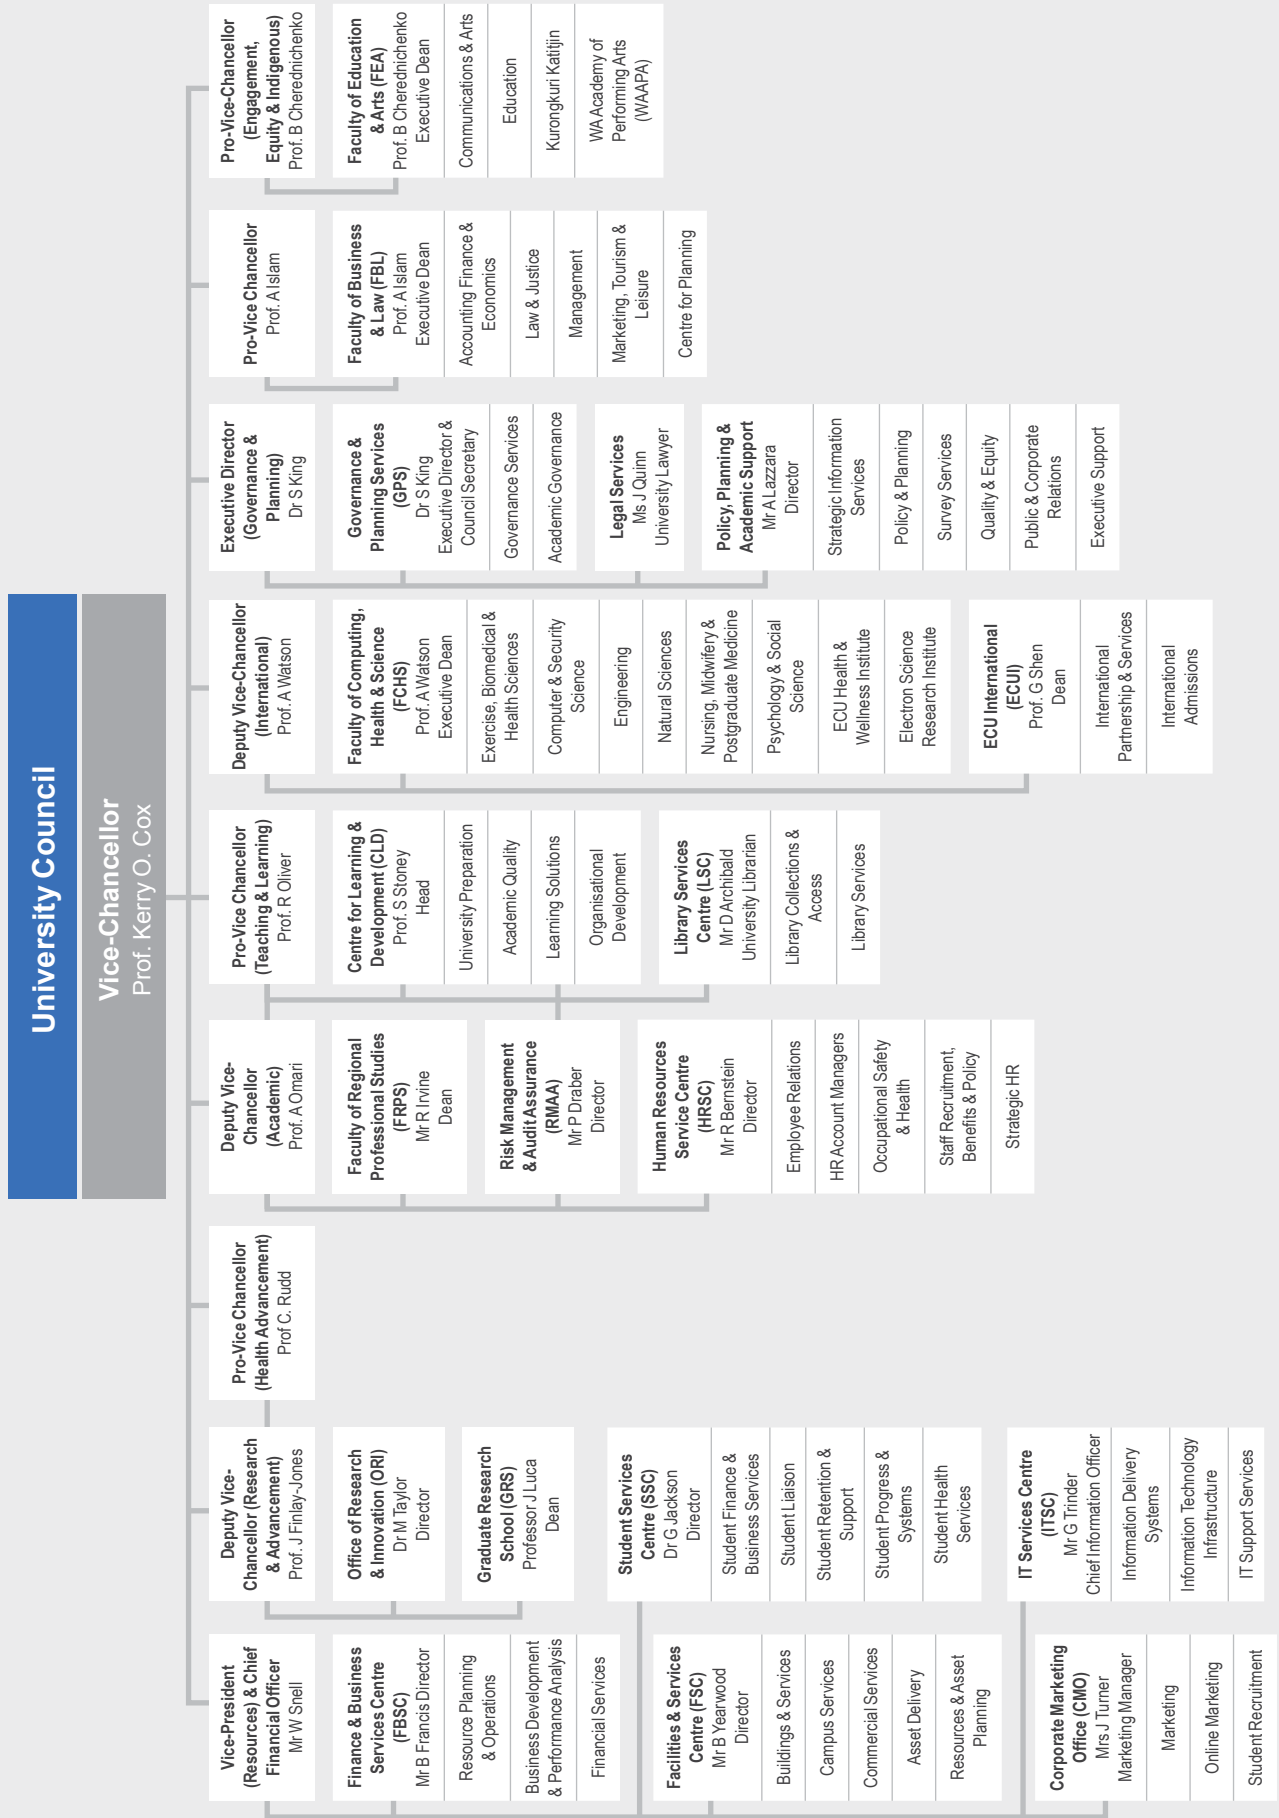 University Council
Vice-Chancellor
Prof. Kerry O. Cox
Vice-President
(Resources) & Chief
Financial Officer
Mr W Snell
Finance & Business
Services Centre
(FBSC)
Mr B Francis Director
Resource Planning
& Operations
Business Development
& Performance Analysis
Financial Services
Facilities & Services
Centre (FSC)
Mr B Yearwood
Director
Buildings & Services
Campus Services
Commercial Services
Asset Delivery
Resources & Asset
Planning
Corporate Marketing
Office (CMO)
Mrs J Turner
Marketing Manager
Marketing
Online Marketing
Student Recruitment
Deputy Vice-
Chancellor (Research
& Advancement)
Prof. J Finlay-Jones
Office of Research
& Innovation (ORI)
Dr M Taylor
Director
Graduate Research
School (GRS)
Professor J Luca
Dean
Student Services
Centre (SSC)
Dr G Jackson
Director
Student Finance &
Business Services
Student Liaison
Student Retention &
Support
Student Progress &
Systems
Student Health
Services
IT Services Centre
(ITSC)
Mr G Trinder
Chief Information Officer
Information Delivery
Systems
Information Technology
Infrastructure
IT Support Services
Pro-Vice Chancellor
(Health Advancement)
Prof C. Rudd
Deputy Vice-
Chancellor
(Academic)
Prof. A Omari
Faculty of Regional
Professional Studies
(FRPS)
Mr R Irvine
Dean
Risk Management
& Audit Assurance
(RMAA)
Mr P Draber
Director
Human Resources
Service Centre
(HRSC)
Mr R Bernstein
Director
Employee Relations
HR Account Managers
Occupational Safety
& Health
Staff Recruitment,
Benefits & Policy
Strategic HR
Pro-Vice Chancellor
(Teaching & Learning)
Prof. R Oliver
Centre for Learning &
Development (CLD)
Prof. S Stoney
Head
University Preparation
Academic Quality
Learning Solutions
Organisational
Development
Library Services
Centre (LSC)
Mr D Archibald
University Librarian
Library Collections &
Access
Library Services
Deputy Vice-Chancellor
(International)
Prof. A Watson
Faculty of Computing,
Health & Science
(FCHS)
Prof. A Watson
Executive Dean
Exercise, Biomedical &
Health Sciences
Computer & Security
Science
Engineering
Natural Sciences
Nursing, Midwifery &
Postgraduate Medicine
Psychology & Social
Science
ECU Health &
Wellness Institute
Electron Science
Research Institute
ECU International
(ECUI)
Prof. G Shen
Dean
International
Partnership & Services
International
Admissions
Executive Director
(Governance &
Planning)
Dr S King
Governance &
Planning Services
(GPS)
Dr S King
Executive Director &
Council Secretary
Governance Services
Academic Governance
Legal Services
Ms J Quinn
University Lawyer
Policy, Planning &
Academic Support
Mr A Lazzara
Director
Strategic Information
Services
Policy & Planning
Survey Services
Quality & Equity
Public & Corporate
Relations
Executive Support
Pro-Vice Chancellor
Prof. A Islam
Faculty of Business
& Law (FBL)
Prof. A Islam
Executive Dean
Accounting Finance &
Economics
Law & Justice
Management
Marketing, Tourism &
Leisure
Centre for Planning
Pro-Vice-Chancellor
(Engagement,
Equity & Indigenous)
Prof. B Cherednichenko
Faculty of Education
& Arts (FEA)
Prof. B Cherednichenko
Executive Dean
Communications & Arts
Education
Kurongkuri Katitjin
WA Academy of
Performing Arts
(WAAPA)